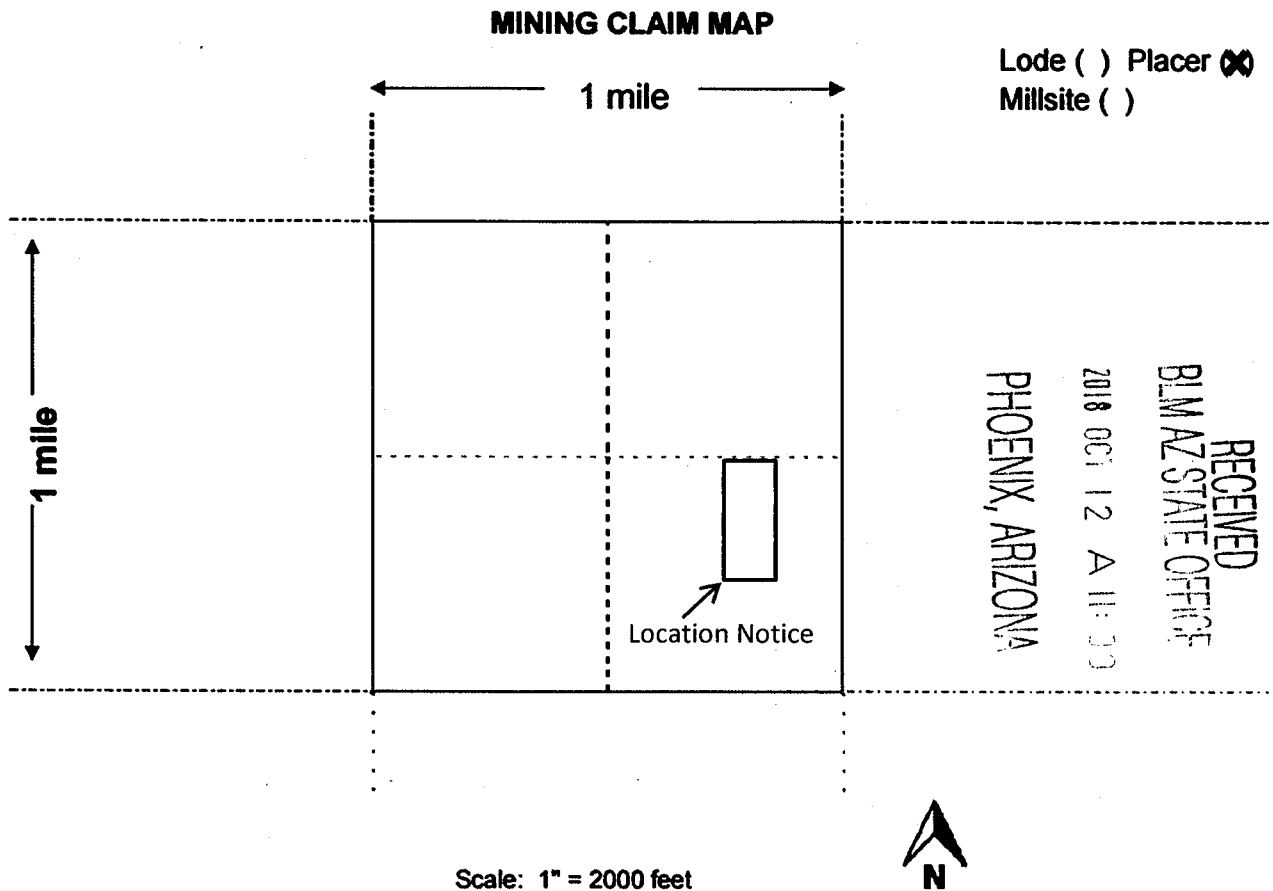 MINING CLAIM MAP
Lode ( ) Placer (X)
Millsite ( )
1 mile
1 mile
RECEIVED
BLM AZ STATE OFFICE
2018 OCT 12 A 11:
PHOENIX, ARIZONA
Location Notice
Scale: 1" = 2000 feet
N